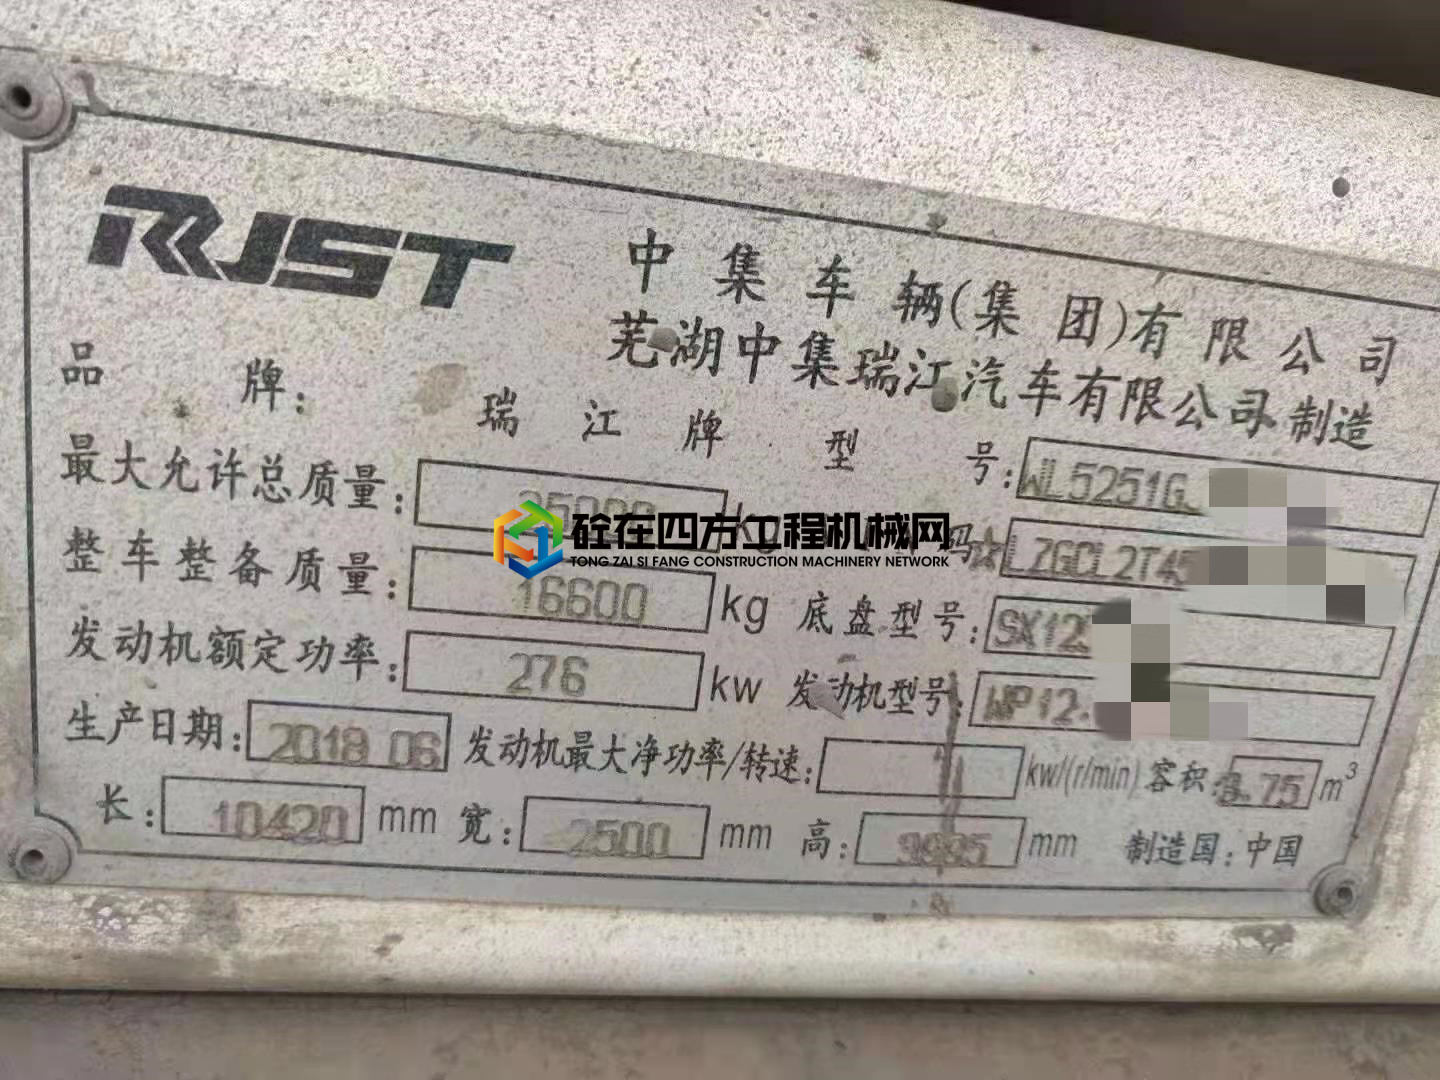 RJST
中集车辆(集团)有限公司
芜湖中集瑞江汽车有限公司制造
品牌: 瑞江牌 型号: WL5251G
最大允许总质量: kg 码☆LZGCL2T45
砼在四方工程机械网
TONG ZAI SI FANG CONSTRUCTION MACHINERY NETWORK
整车整备质量: 16600 kg 底盘型号: SX125
发动机额定功率: 276 kw 发动机型号: WP12.
生产日期: 2018 06 发动机最大净功率/转速: kw/(r/min) 容积: 3.75 m³
长: 10420 mm 宽: 2500 mm 高: mm 制造国: 中国